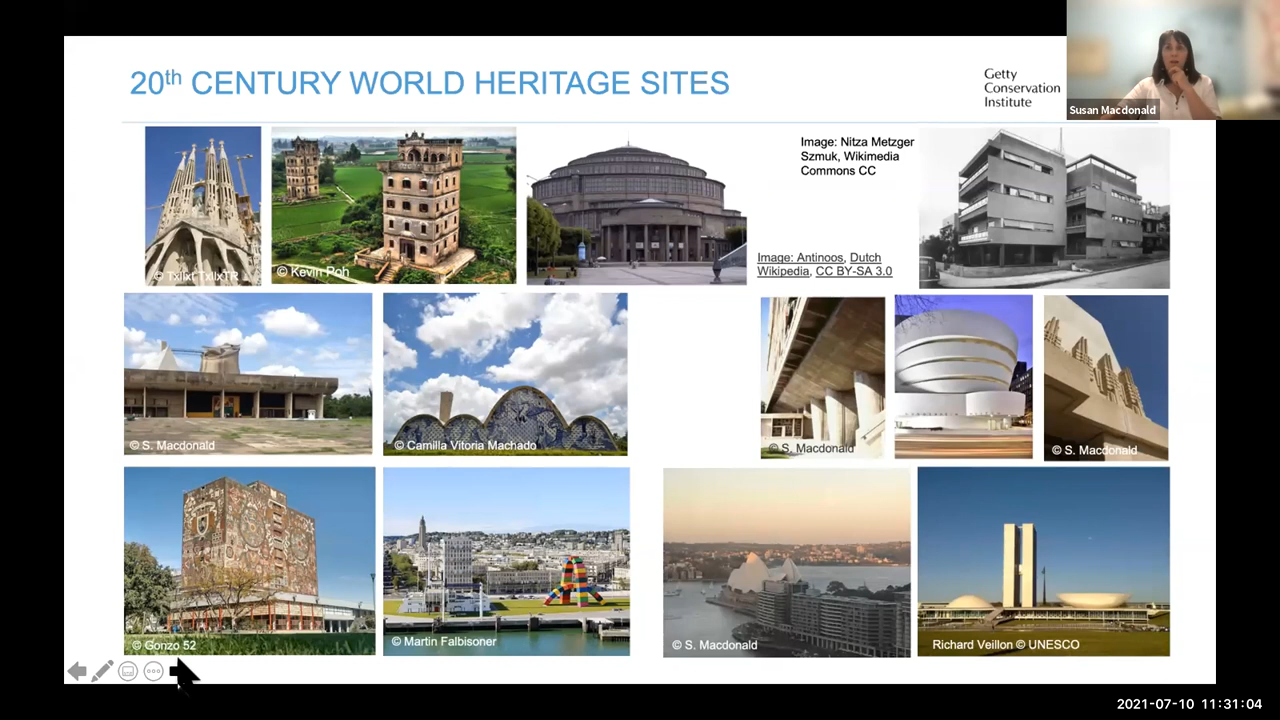 20th CENTURY WORLD HERITAGE SITES
Getty
Conservation
Institute
Susan Macdonald
Image: Nitza Metzger
Szmuk, Wikimedia
Commons CC
© Kevin Poh
Image: Antinoos, Dutch
Wikipedia, CC BY-SA 3.0
© S. Macdonald
© Camilla Vitoria Machado
© S. Macdonald
© S. Macdonald
© Gonzo 52
© Martin Falbisoner
© S. Macdonald
Richard Veillon © UNESCO
2021-07-10 11:31:04